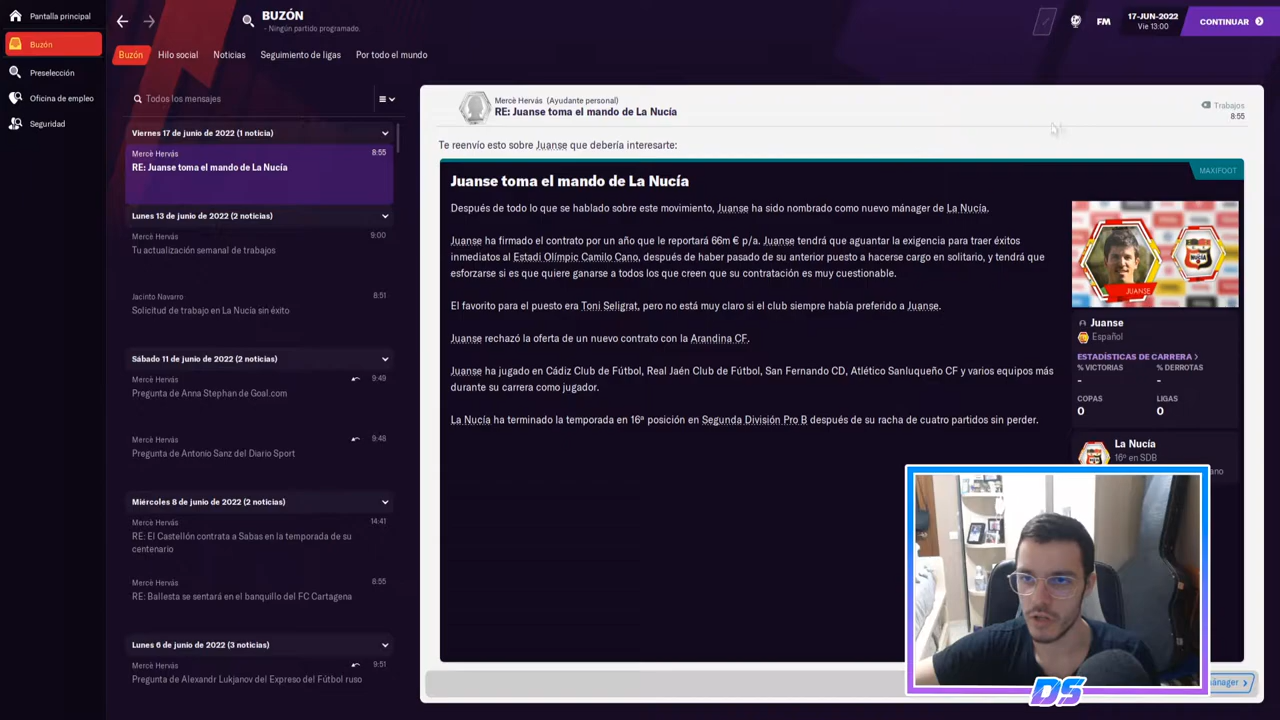 Pantalla principal
Buzón
Preselección
Oficina de empleo
Seguridad
BUZÓN
- Ningún partido programado.
FM
17-JUN-2022
Vie 13:00
CONTINUAR
Buzón
Hilo social
Noticias
Seguimiento de ligas
Por todo el mundo
Todos los mensajes
Viernes 17 de junio de 2022 (1 noticia)
Mercè Hervás
8:55
RE: Juanse toma el mando de La Nucía
Lunes 13 de junio de 2022 (2 noticias)
Mercè Hervás
9:00
Tu actualización semanal de trabajos
Jacinto Navarro
8:51
Solicitud de trabajo en La Nucía sin éxito
Sábado 11 de junio de 2022 (2 noticias)
Mercè Hervás
9:49
Pregunta de Anna Stephan de Goal.com
Mercè Hervás
9:48
Pregunta de Antonio Sanz del Diario Sport
Miércoles 8 de junio de 2022 (2 noticias)
Mercè Hervás
14:41
RE: El Castellón contrata a Sabas en la temporada de su
centenario
Mercè Hervás
8:55
RE: Ballesta se sentará en el banquillo del FC Cartagena
Lunes 6 de junio de 2022 (3 noticias)
Mercè Hervás
9:51
Pregunta de Alexandr Lukjanov del Expreso del Fútbol ruso
Mercè Hervás (Ayudante personal)
RE: Juanse toma el mando de La Nucía
Trabajos
8:55
Te reenvío esto sobre Juanse que debería interesarte:
MAXIFOOT
Juanse toma el mando de La Nucía
Después de todo lo que se hablado sobre este movimiento, Juanse ha sido nombrado como nuevo mánager de La Nucía.
Juanse ha firmado el contrato por un año que le reportará 66m € p/a. Juanse tendrá que aguantar la exigencia para traer éxitos
inmediatos al Estadi Olímpic Camilo Cano, después de haber pasado de su anterior puesto a hacerse cargo en solitario, y tendrá que
esforzarse si es que quiere ganarse a todos los que creen que su contratación es muy cuestionable.
El favorito para el puesto era Toni Seligrat, pero no está muy claro si el club siempre había preferido a Juanse.
Juanse rechazó la oferta de un nuevo contrato con la Arandina CF.
Juanse ha jugado en Cádiz Club de Fútbol, Real Jaén Club de Fútbol, San Fernando CD, Atlético Sanluqueño CF y varios equipos más
durante su carrera como jugador.
La Nucía ha terminado la temporada en 16ª posición en Segunda División Pro B después de su racha de cuatro partidos sin perder.
JUANSE
Juanse
Español
ESTADÍSTICAS DE CARRERA >
% VICTORIAS
% DERROTAS
-
-
COPAS
LIGAS
0
0
La Nucía
16ª en SDB
ano
mánager >
DS